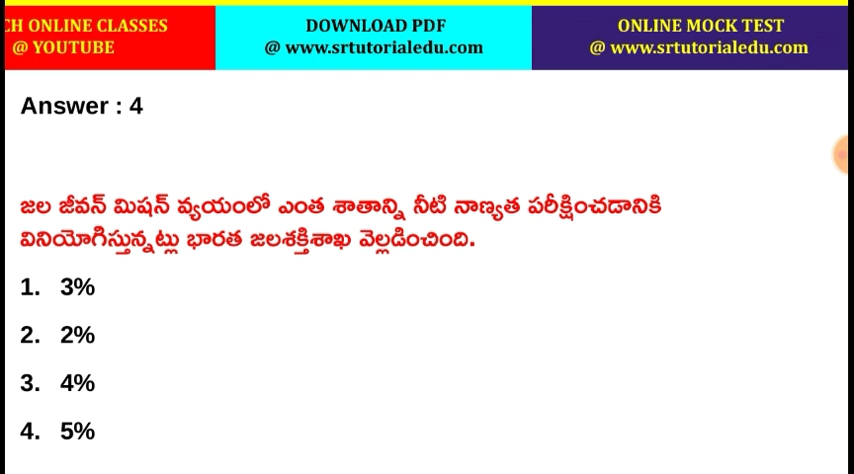 CH ONLINE CLASSES
@ YOUTUBE
DOWNLOAD PDF
@ www.srtutorialedu.com
ONLINE MOCK TEST
@ www.srtutorialedu.com
Answer : 4
జల జీవన్ మిషన్ వ్యయంలో ఎంత శాతాన్ని నీటి నాణ్యత పరీక్షించడానికి
వినియోగిస్తున్నట్లు భారత జలశక్తిశాఖ వెల్లడించింది.
1. 3%
2. 2%
3. 4%
4. 5%